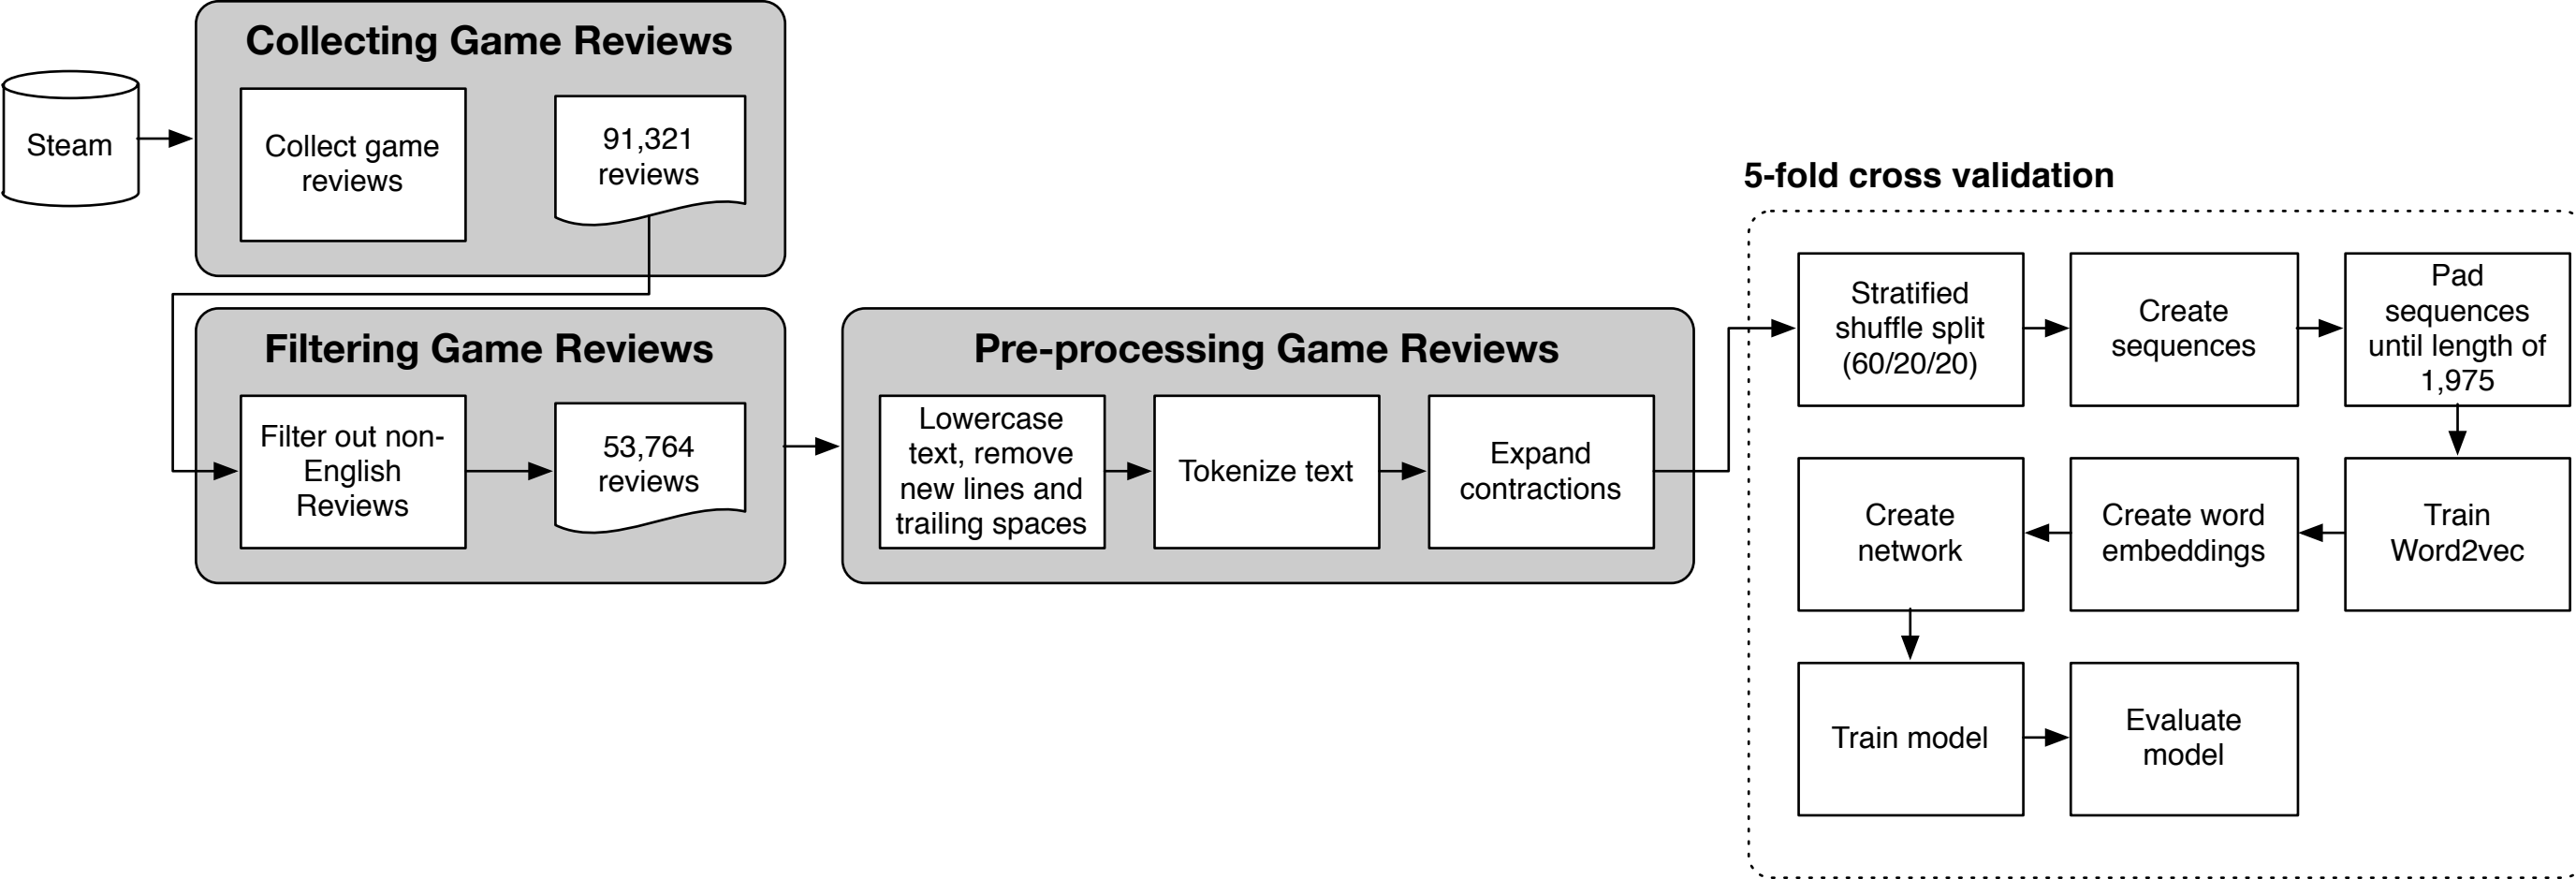 Collecting Game Reviews
Steam
Collect game
reviews
91,321
reviews
Filtering Game Reviews
Filter out non-
English
Reviews
53,764
reviews
Pre-processing Game Reviews
Lowercase
text, remove
new lines and
trailing spaces
Tokenize text
Expand
contractions
5-fold cross validation
Stratified
shuffle split
(60/20/20)
Create
sequences
Pad
sequences
until length of
1,975
Train
Word2vec
Create word
embeddings
Create
network
Train model
Evaluate
model